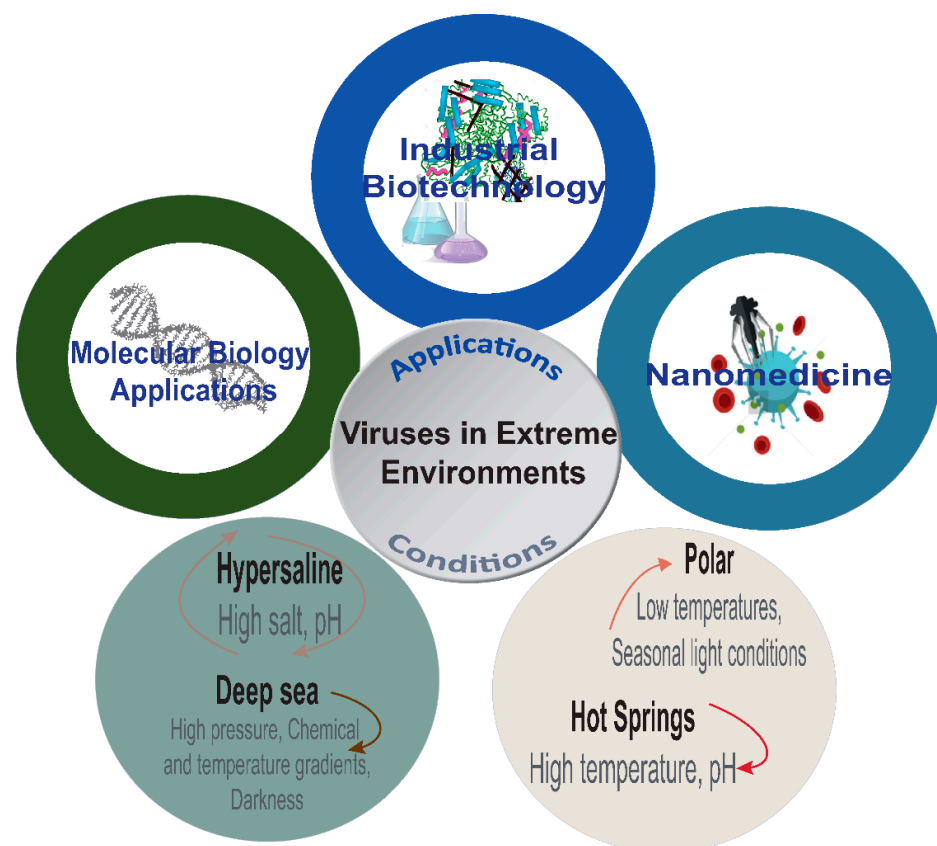 Industrial
Biotechnology
Molecular Biology
Applications
Nanomedicine
Applications
Viruses in Extreme
Environments
Conditions
Hypersaline
High salt, pH
Deep sea
High pressure, Chemical
and temperature gradients,
Darkness
Polar
Low temperatures,
Seasonal light conditions
Hot Springs
High temperature, pH